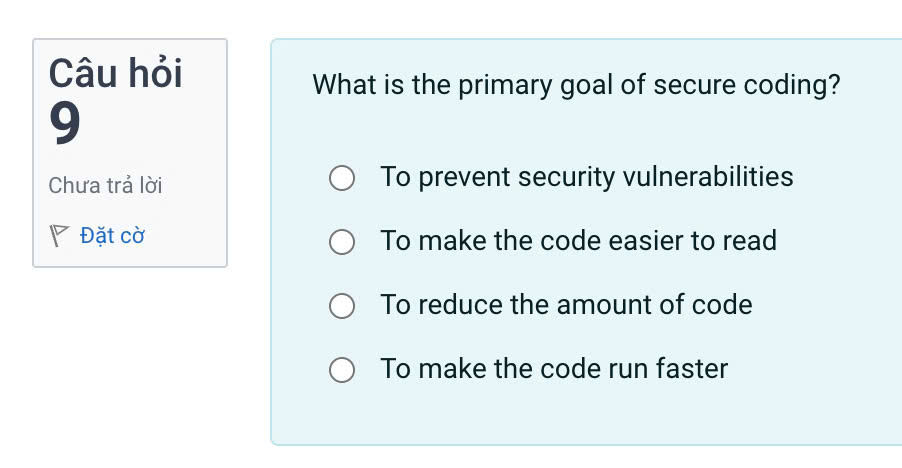 Câu hỏi
9
Chưa trả lời
Đặt cờ
What is the primary goal of secure coding?
To prevent security vulnerabilities
To make the code easier to read
To reduce the amount of code
To make the code run faster